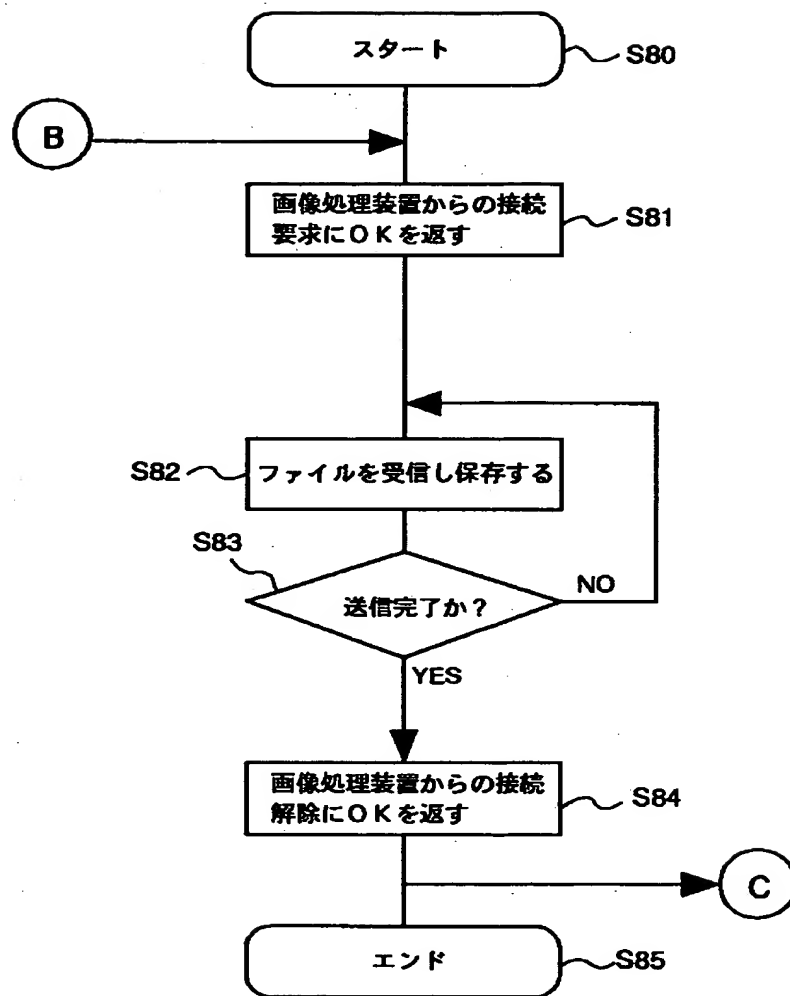 スタート
S80
B
画像処理装置からの接続
要求にOKを返す
S81
S82
ファイルを受信し保存する
S83
送信完了か?
NO
YES
画像処理装置からの接続
解除にOKを返す
S84
C
エンド
S85